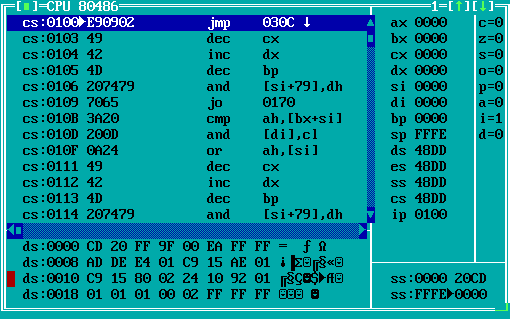 [■]=CPU 80486 1=[↑][↓]
cs:0100►E90902 jmp 030C ↓ ax 0000 c=0
cs:0103 49 dec cx bx 0000 z=0
cs:0105 42 inc dx cx 0000 s=0
cs:0105 4D dec bp dx 0000 o=0
cs:0106 207479 and [si+79],dh si 0000 p=0
cs:0109 7065 jo 0170 di 0000 a=0
cs:010B 3A20 cmp ah,[bx+si] bp 0000 i=1
cs:010D 200D and [di],cl sp FFFE d=0
cs:010F 0A24 or ah,[si] ds 48DD
cs:0111 49 dec cx es 48DD
cs:0112 42 inc dx ss 48DD
cs:0113 4D dec bp cs 48DD
cs:0114 207479 and [si+79],dh ip 0100
ds:0000 CD 20 FF 9F 00 EA FF FF = ƒ Ω
ds:0008 AD DE E4 01 C9 15 AE 01 ¡▐Σ☺╔§«☺
ds:0010 C9 15 80 02 24 10 92 01 ╔§Ç☻$►Æ☺ ss:0000 20CD
ds:0018 01 01 01 00 02 FF FF FF ☺☺☺ ☻ ss:FFFE►0000